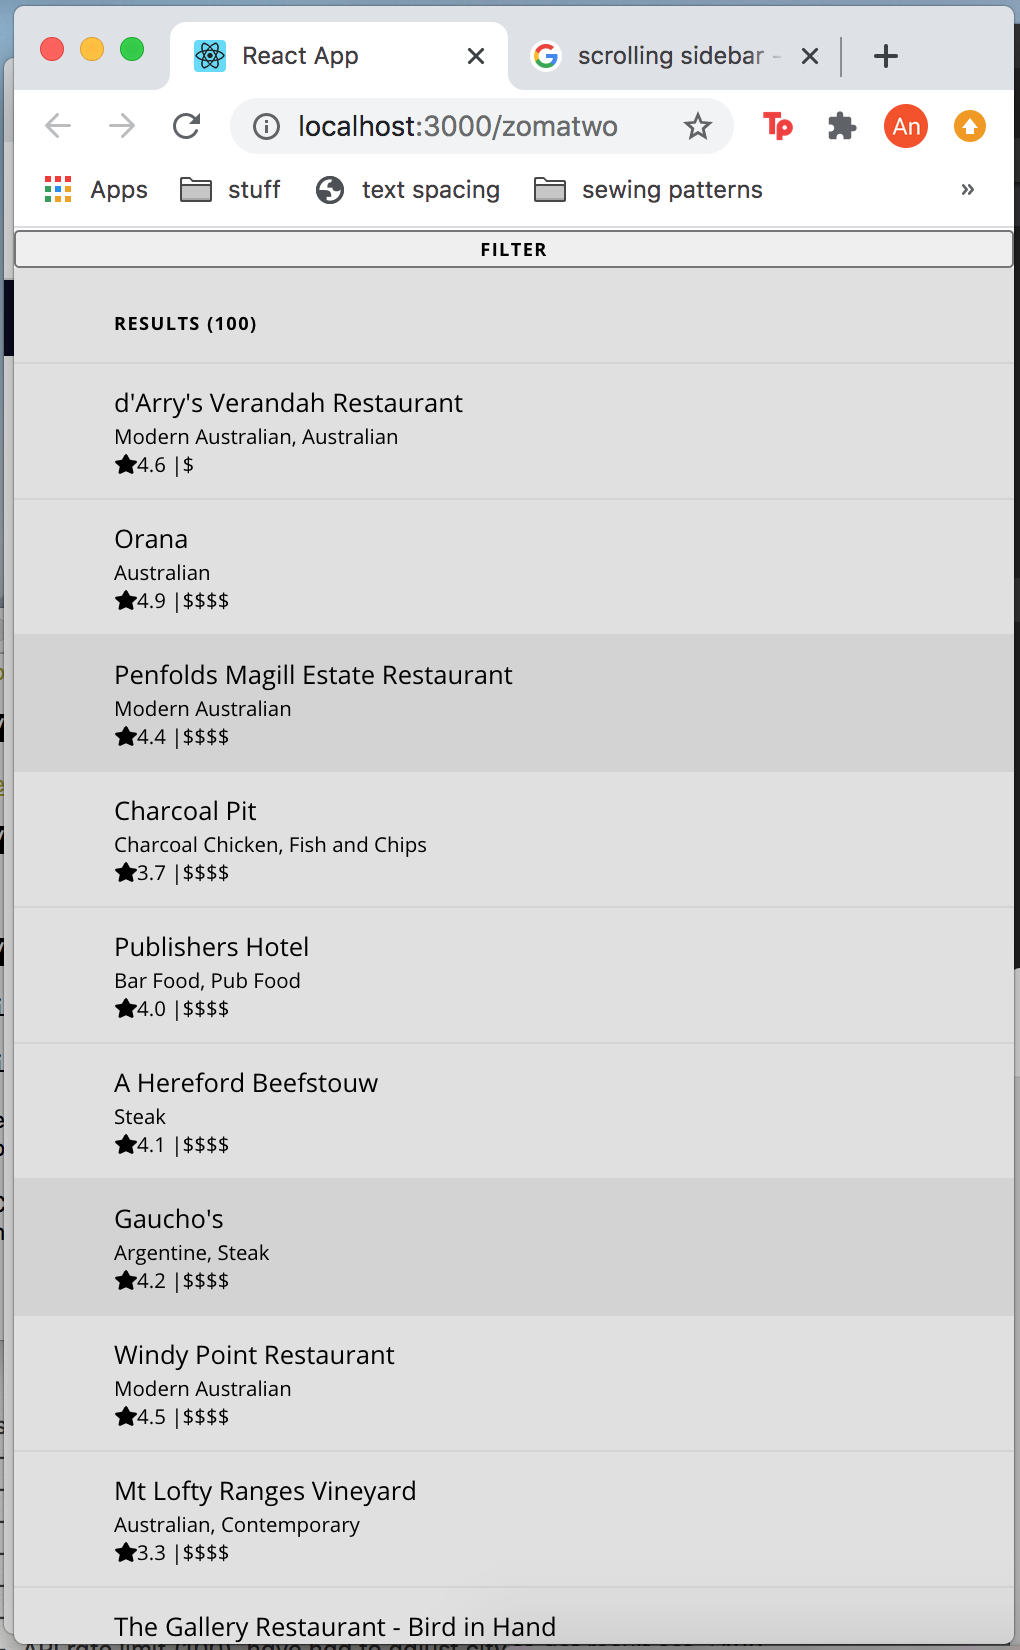 React App
scrolling sidebar -
localhost:3000/zomatwo
Tp
An
Apps
stuff
text spacing
sewing patterns
»
FILTER
RESULTS (100)
d'Arry's Verandah Restaurant
Modern Australian, Australian
★4.6 |$
Orana
Australian
★4.9 |$$$$
Penfolds Magill Estate Restaurant
Modern Australian
★4.4 |$$$$
Charcoal Pit
Charcoal Chicken, Fish and Chips
★3.7 |$$$$
Publishers Hotel
Bar Food, Pub Food
★4.0 |$$$$
A Hereford Beefstouw
Steak
★4.1 |$$$$
Gaucho's
Argentine, Steak
★4.2 |$$$$
Windy Point Restaurant
Modern Australian
★4.5 |$$$$
Mt Lofty Ranges Vineyard
Australian, Contemporary
★3.3 |$$$$
The Gallery Restaurant - Bird in Hand